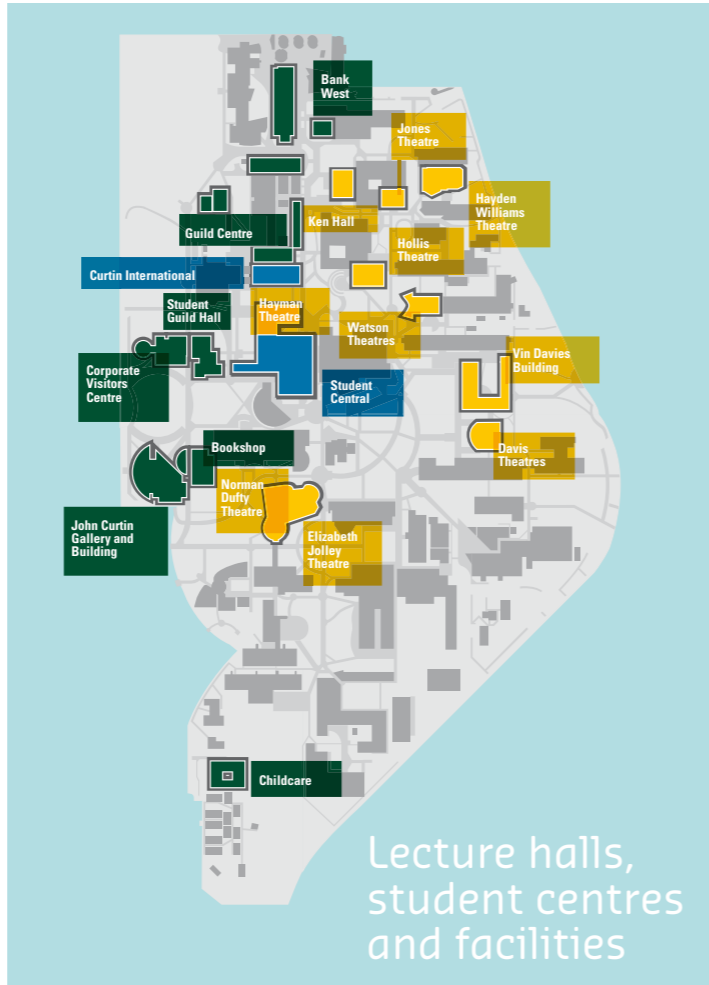 Bank
West
Jones
Theatre
Hayden
Williams
Theatre
Ken Hall
Guild Centre
Hollis
Theatre
Curtin International
Student
Guild Hall
Hayman
Theatre
Watson
Theatres
Vin Davies
Building
Corporate
Visitors
Centre
Student
Central
Bookshop
Davis
Theatres
Norman
Dufty
Theatre
John Curtin
Gallery and
Building
Elizabeth
Jolley
Theatre
Childcare
Lecture halls,
student centres
and facilities